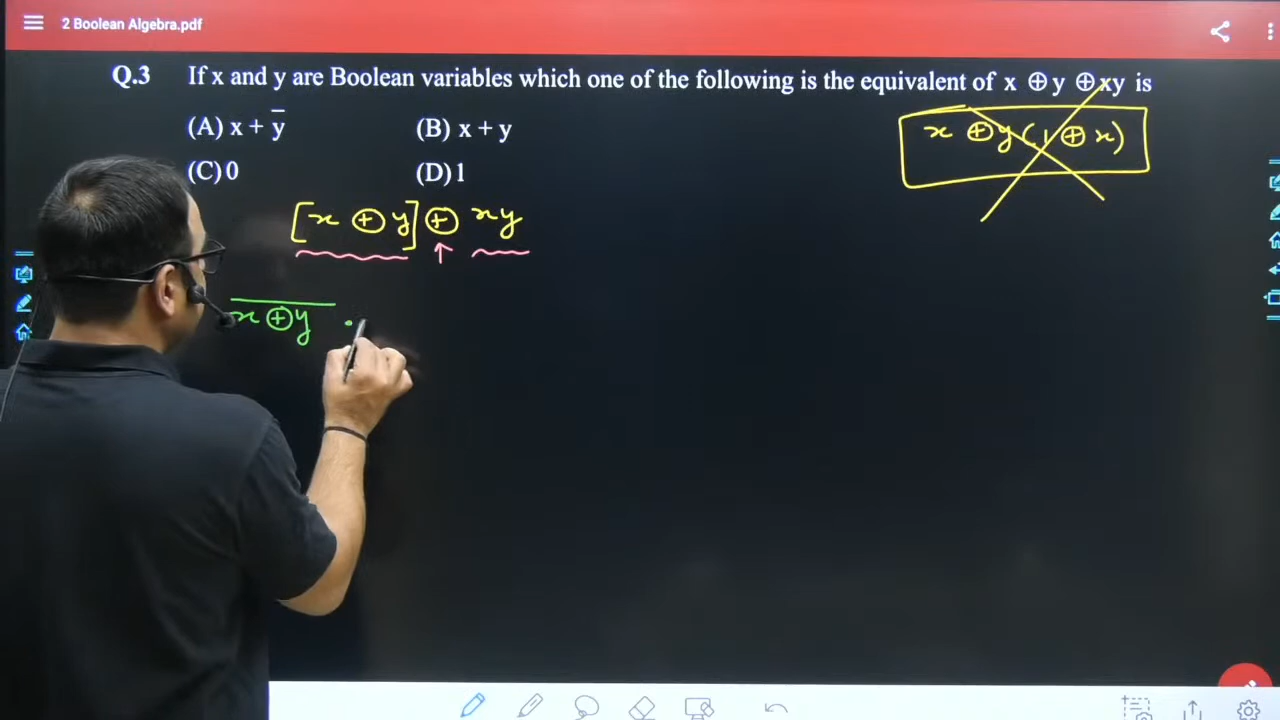 2 Boolean Algebra.pdf
Q.3 If x and y are Boolean variables which one of the following is the equivalent of x ⊕ y ⊕ xy is
x ⊕ y(1 ⊕ x)
(A) x + y̅ (B) x + y
(C) 0 (D) 1
[x ⊕ y] ⊕ xy
↑
x̅ ̅⊕̅ ̅y̅ ·